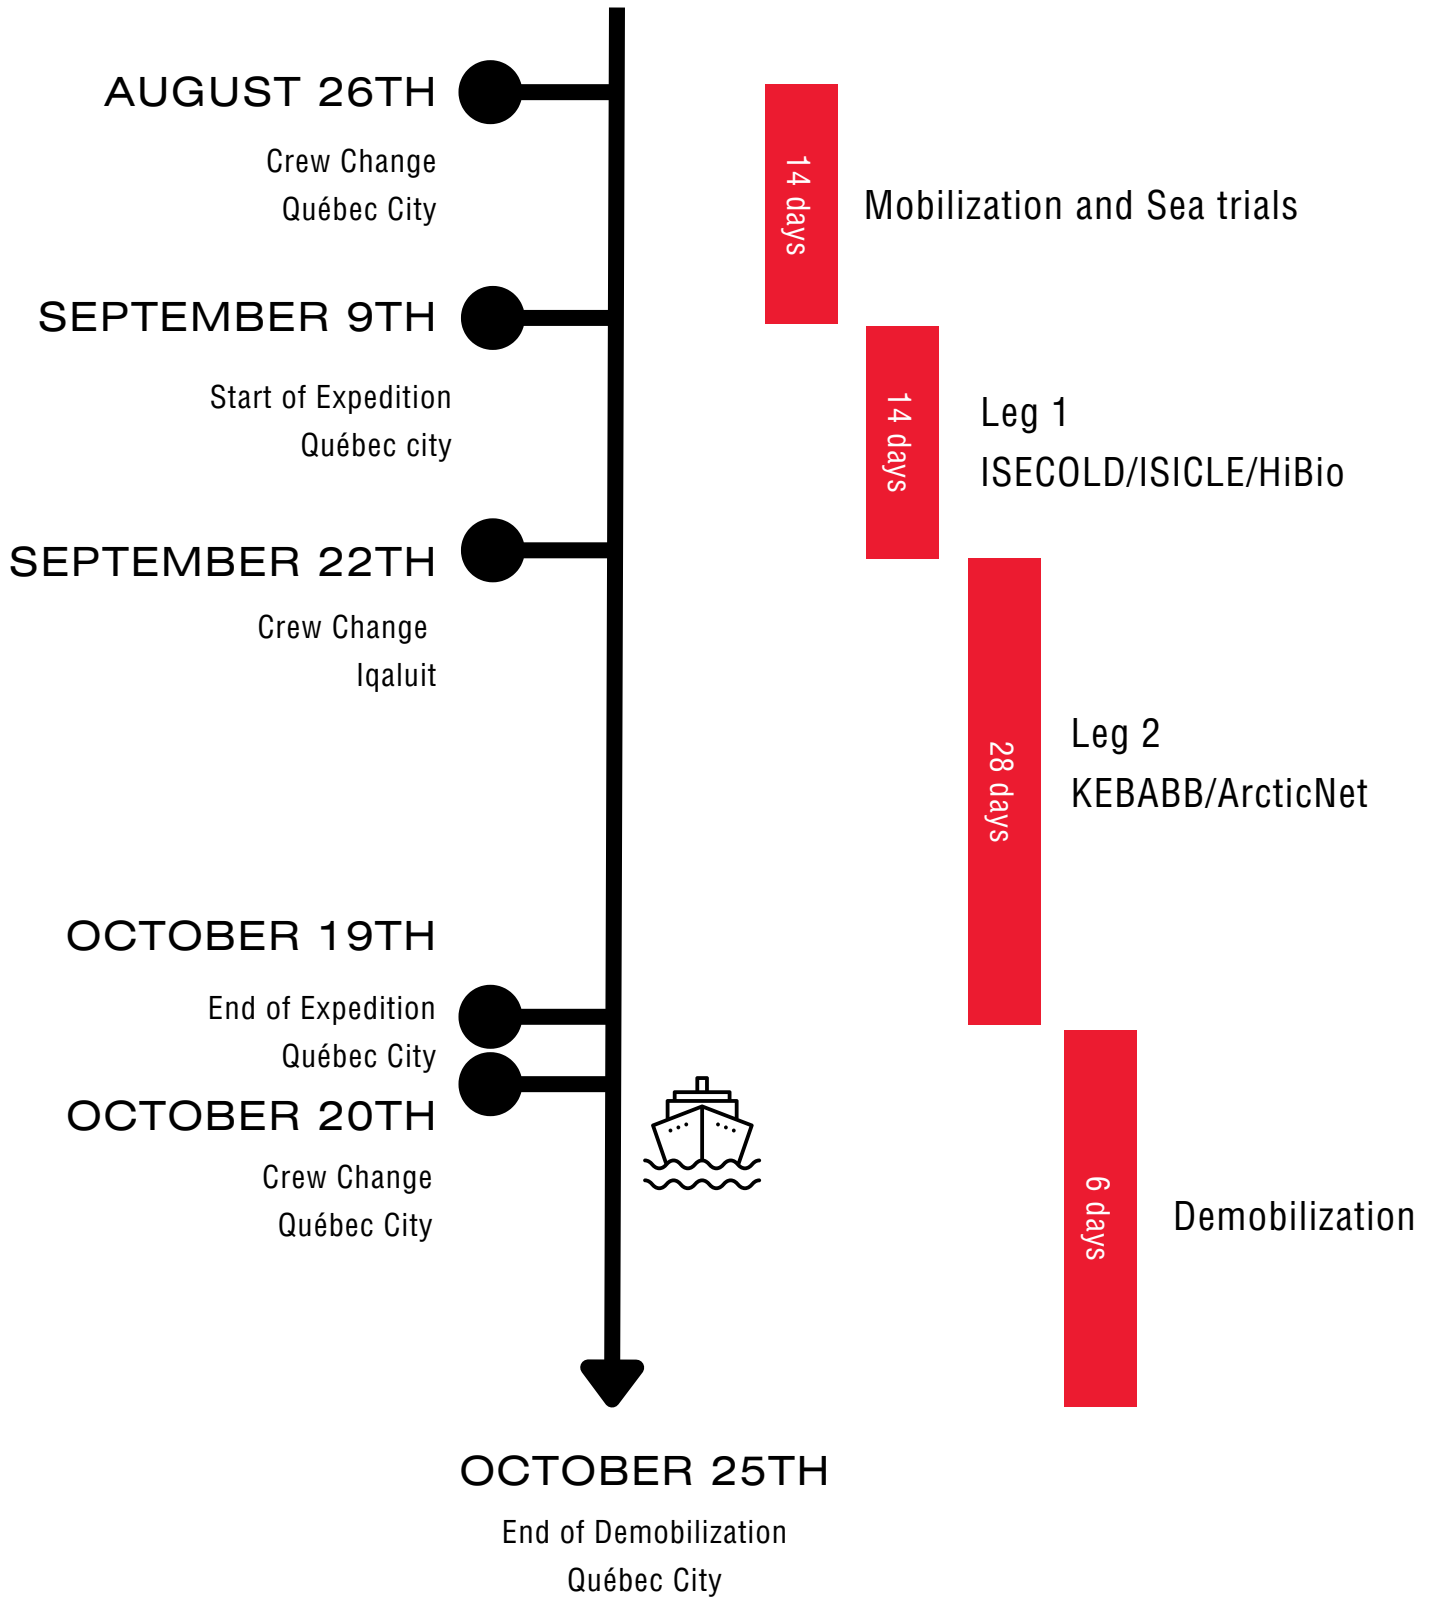 AUGUST 26TH
Crew Change
Québec City
14 days
Mobilization and Sea trials
SEPTEMBER 9TH
Start of Expedition
Québec city
14 days
Leg 1
ISECOLD/ISICLE/HiBio
SEPTEMBER 22TH
Crew Change
Iqaluit
28 days
Leg 2
KEBABB/ArcticNet
OCTOBER 19TH
End of Expedition
Québec City
OCTOBER 20TH
Crew Change
Québec City
6 days
Demobilization
OCTOBER 25TH
End of Demobilization
Québec City